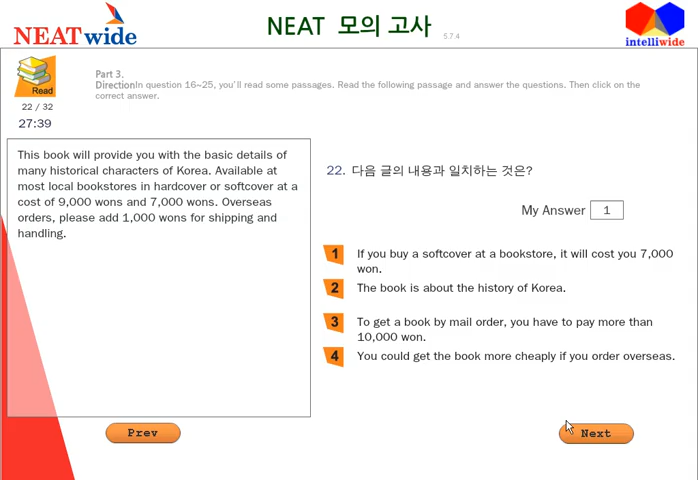 NEATwide
NEAT 모의 고사
5.7.4
intelliwide
Read
22 / 32
27:39
Part 3.
DirectionIn question 16~25, you'll read some passages. Read the following passage and answer the questions. Then click on the
correct answer.
This book will provide you with the basic details of
many historical characters of Korea. Available at
most local bookstores in hardcover or softcover at a
cost of 9,000 wons and 7,000 wons. Overseas
orders, please add 1,000 wons for shipping and
handling.
22. 다음 글의 내용과 일치하는 것은?
My Answer 1
1 If you buy a softcover at a bookstore, it will cost you 7,000
won.
2 The book is about the history of Korea.
3 To get a book by mail order, you have to pay more than
10,000 won.
4 You could get the book more cheaply if you order overseas.
Prev
Next